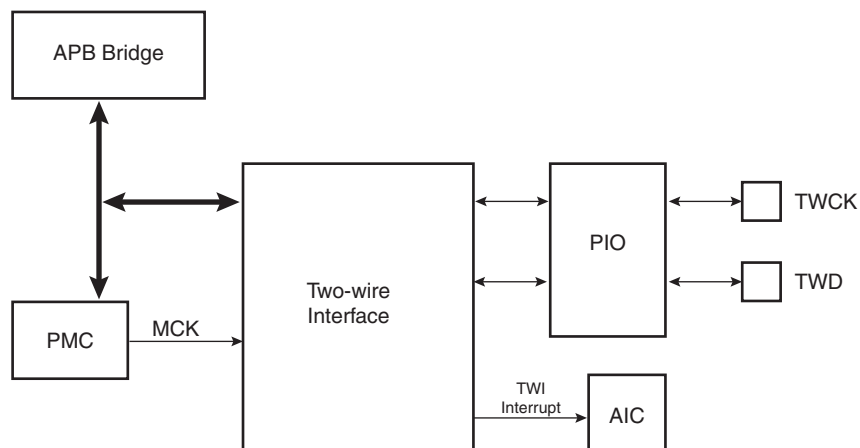 APB Bridge
TWCK
PIO
Two-wire
Interface
TWD
PMC
MCK
TWI
Interrupt
AIC